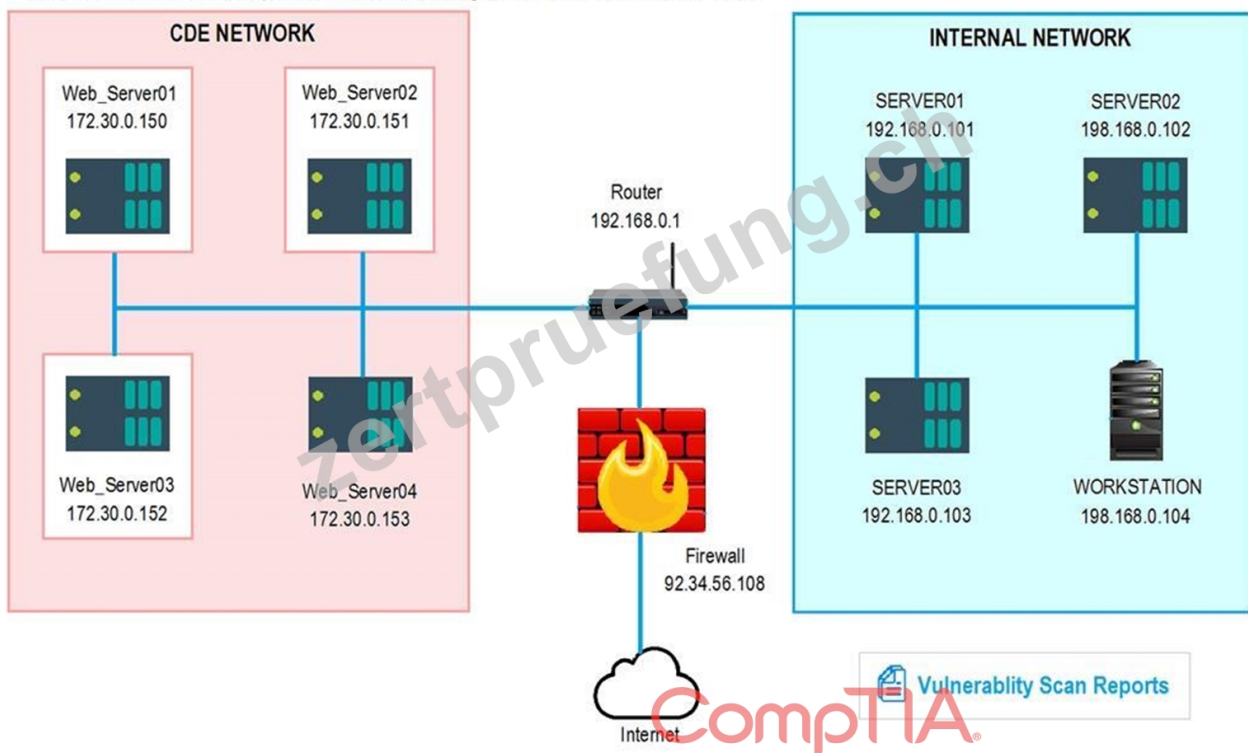 CDE NETWORK
Web_Server01
172.30.0.150
Web_Server02
172.30.0.151
Web_Server03
172.30.0.152
Web_Server04
172.30.0.153
Router
192.168.0.1
Firewall
92.34.56.108
Internet
INTERNAL NETWORK
SERVER01
192.168.0.101
SERVER02
198.168.0.102
SERVER03
192.168.0.103
WORKSTATION
198.168.0.104
Vulnerablity Scan Reports
CompTIA.
zertpruefung.ch